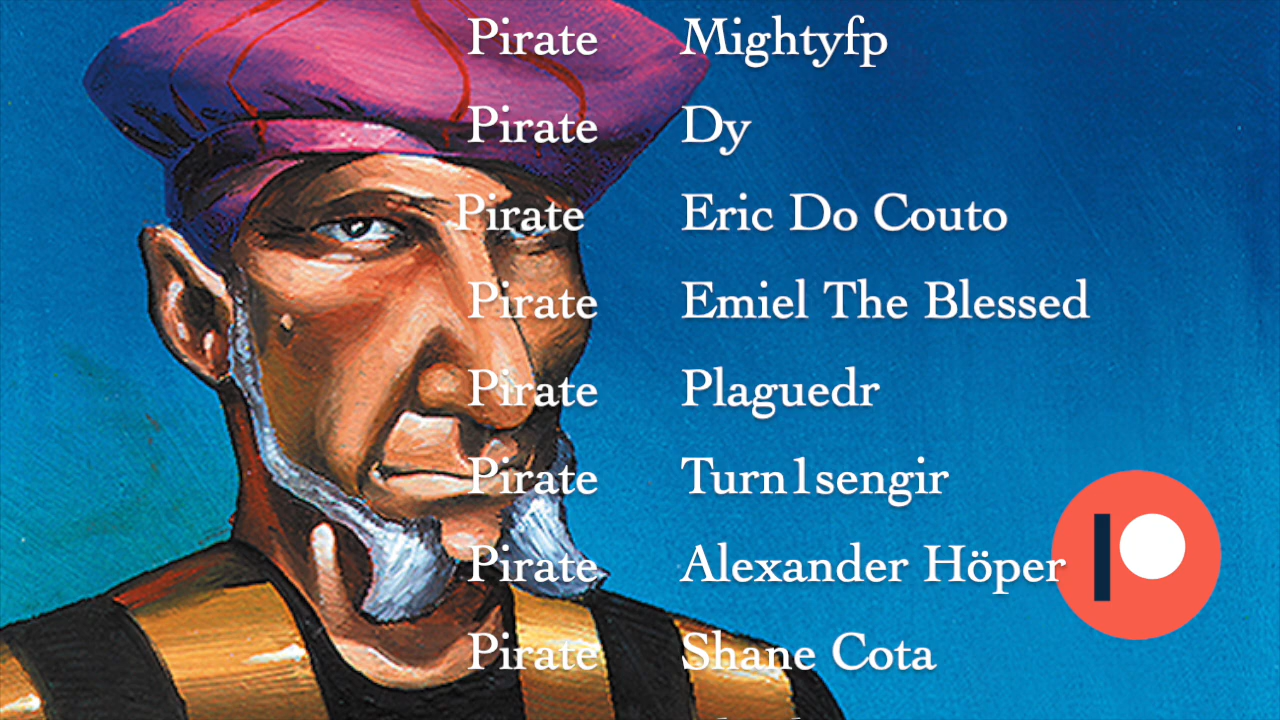 Pirate Mightyfp
Pirate Dy
Pirate Eric Do Couto
Pirate Emiel The Blessed
Pirate Plaguedr
Pirate Turn1sengir
Pirate Alexander Höper
Pirate Shane Cota